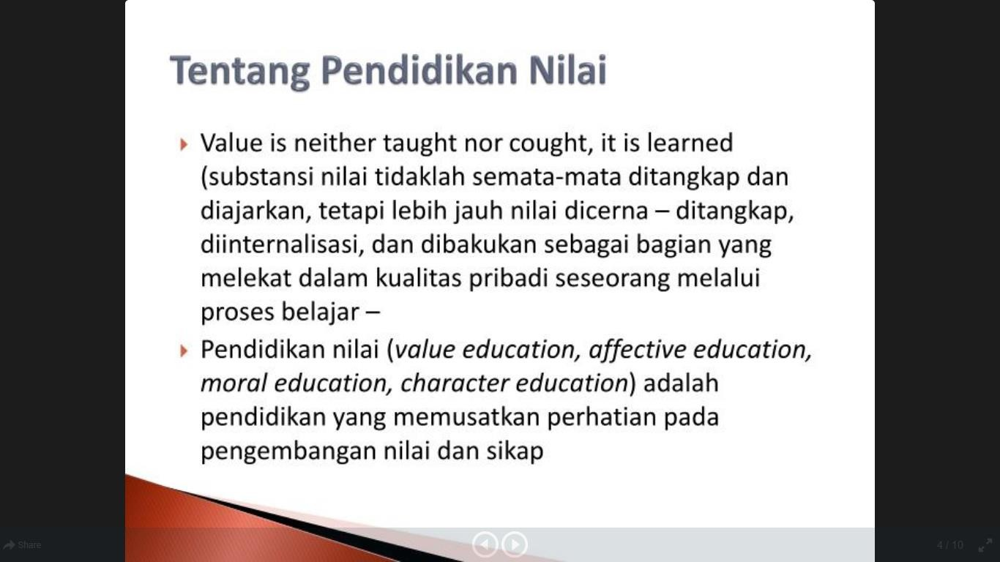 Tentang Pendidikan Nilai
Value is neither taught nor cought, it is learned
(substansi nilai tidaklah semata-mata ditangkap dan
diajarkan, tetapi lebih jauh nilai dicerna – ditangkap,
diinternalisasi, dan dibakukan sebagai bagian yang
melekat dalam kualitas pribadi seseorang melalui
proses belajar –
Pendidikan nilai (value education, affective education,
moral education, character education) adalah
pendidikan yang memusatkan perhatian pada
pengembangan nilai dan sikap
Share
4 / 10